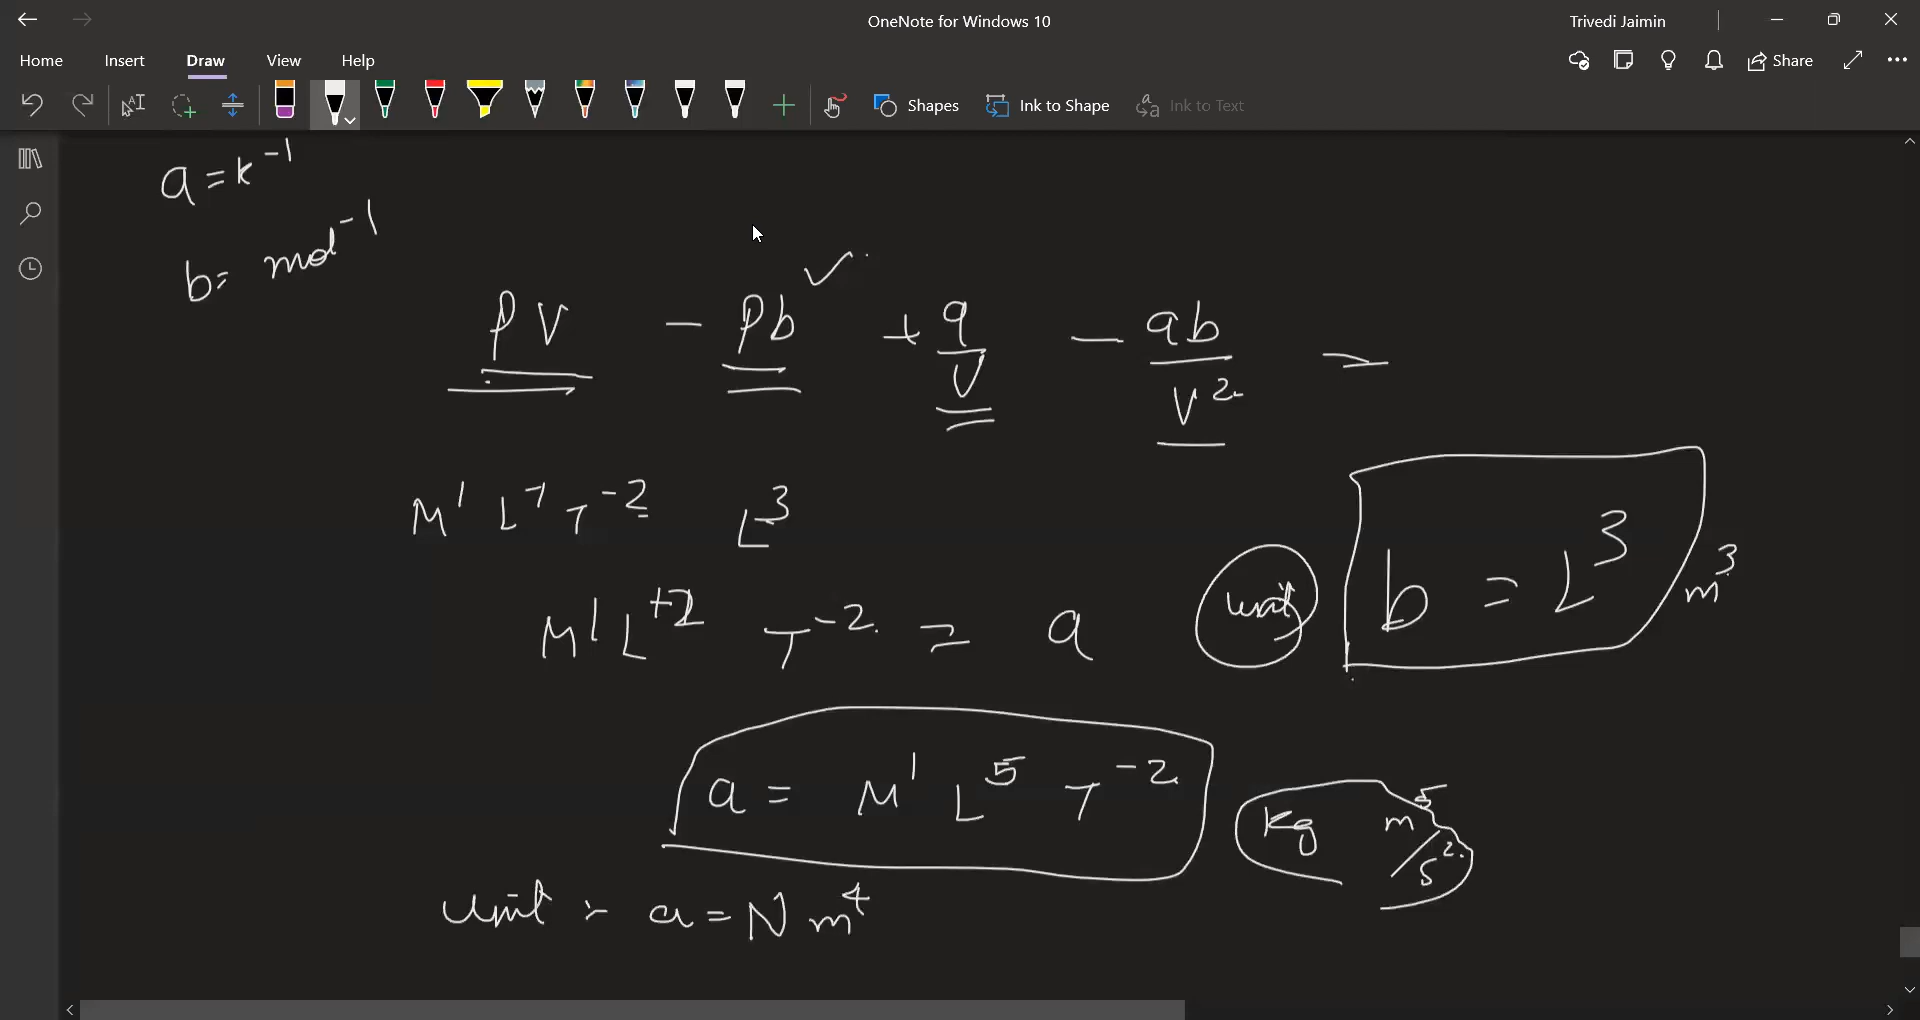 OneNote for Windows 10
Trivedi Jaimin
Home Insert Draw View Help
Share
Shapes Ink to Shape Ink to Text
a = k⁻¹
b = mol⁻¹
PV - Pb + a/V - ab/V² =
M¹ L⁻¹ T⁻² L³
M¹ L⁺² T⁻² = a
unit
b = L³ m³
a = M¹ L⁵ T⁻²
Kg m⁵/s²
unit :- a = N m⁴